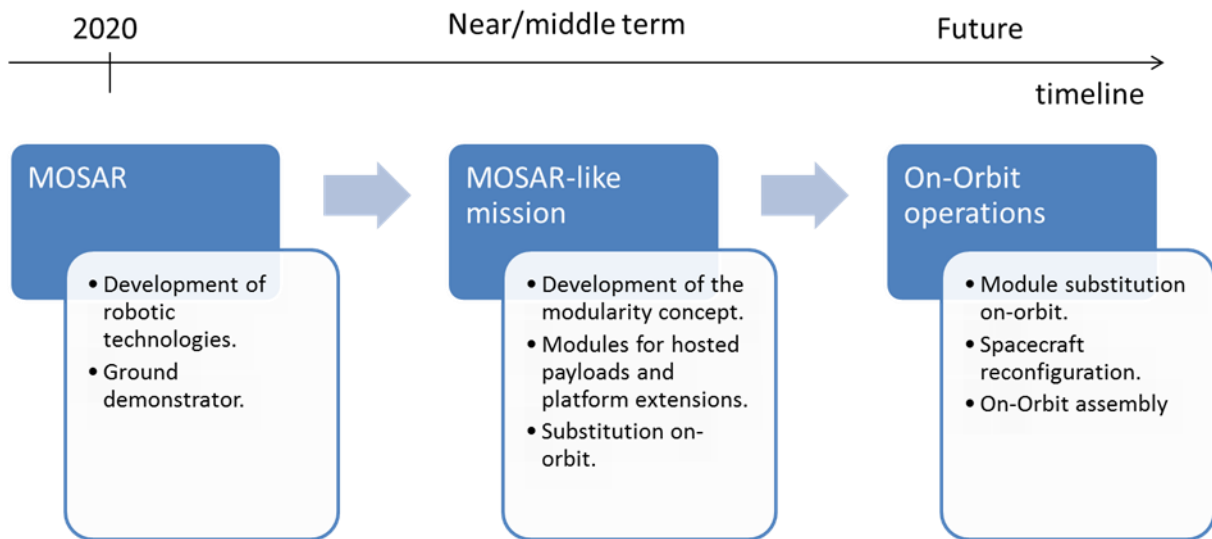 2020
Near/middle term
Future
timeline
MOSAR
• Development of
robotic
technologies.
• Ground
demonstrator.
MOSAR-like
mission
• Development of the
modularity concept.
• Modules for hosted
payloads and
platform extensions.
• Substitution on-
orbit.
On-Orbit
operations
• Module substitution
on-orbit.
• Spacecraft
reconfiguration.
• On-Orbit assembly